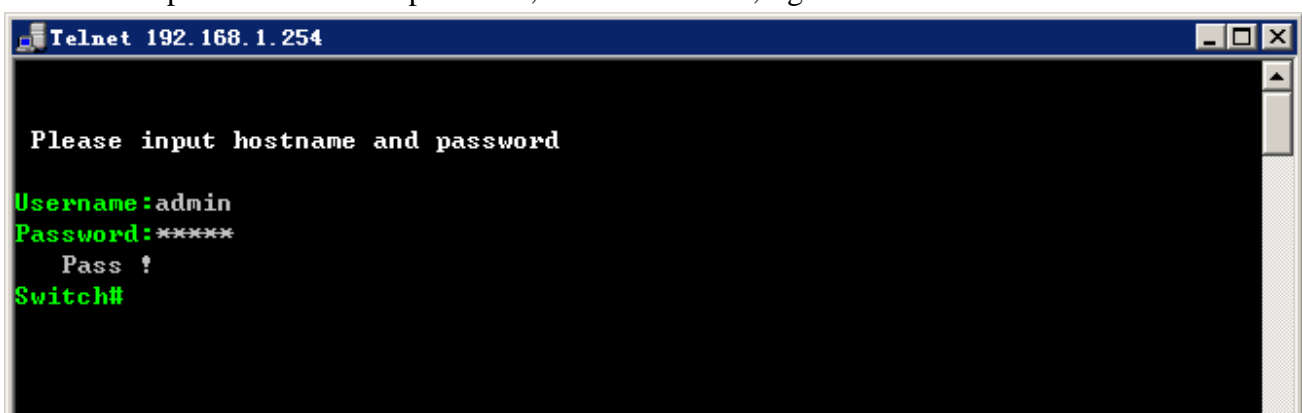 Telnet 192.168.1.254
Please input hostname and password
Username:admin
Password:*****
Pass !
Switch#